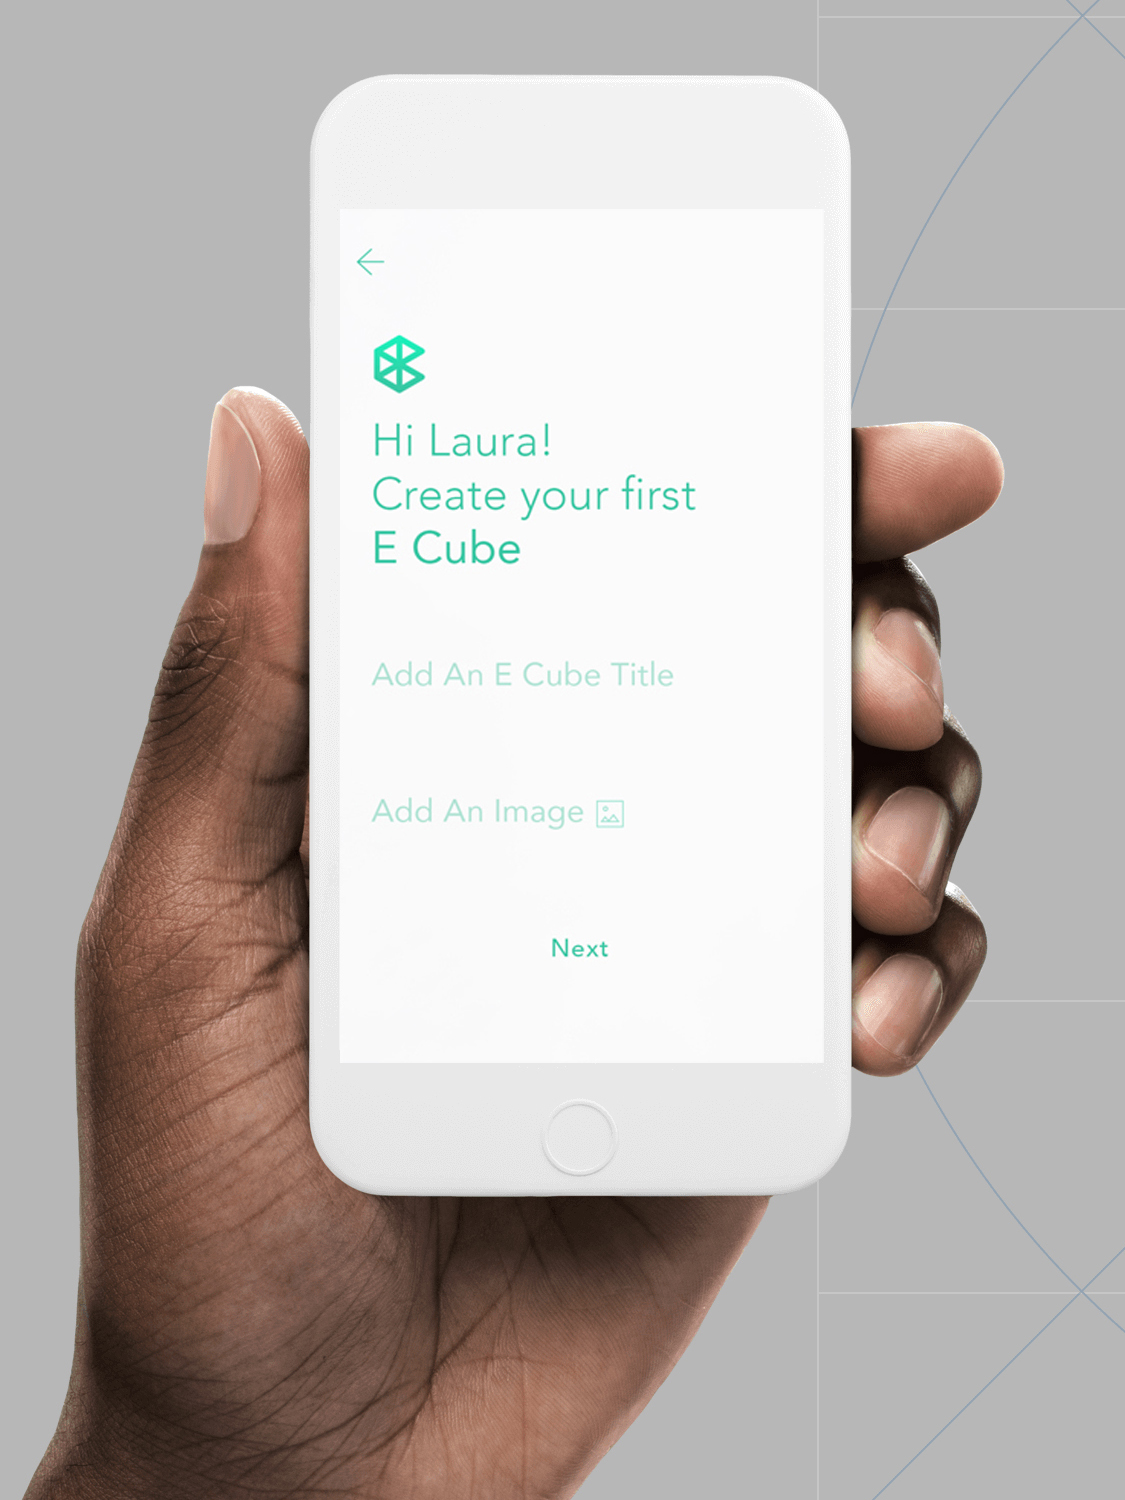 Hi Laura!
Create your first
E Cube
Add An E Cube Title
Add An Image
Next